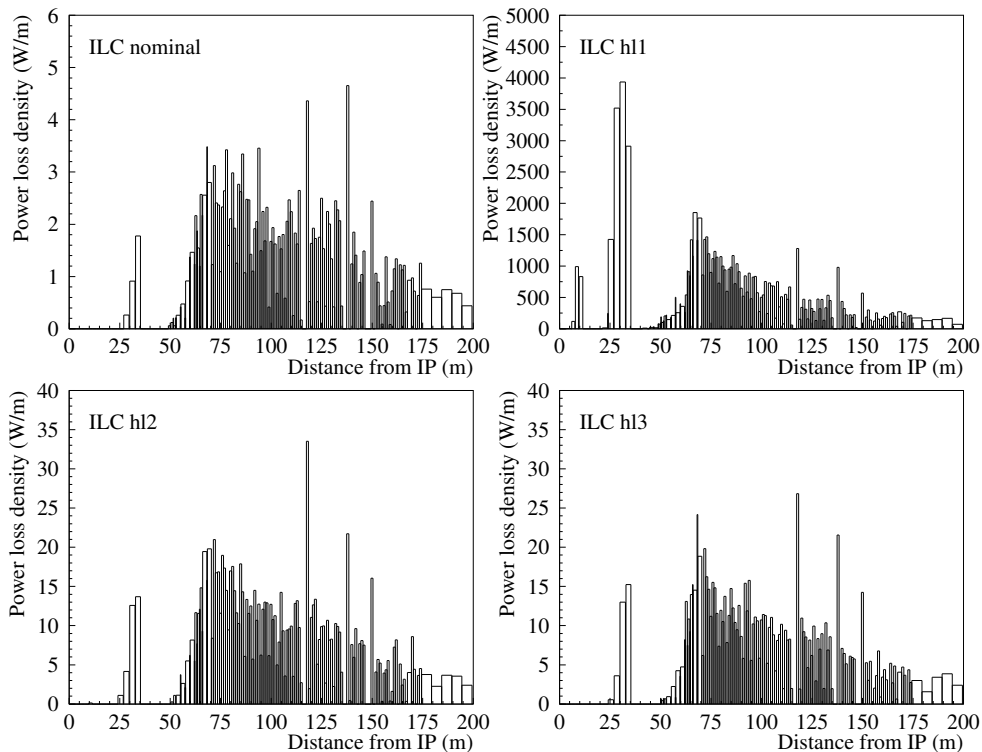 Power loss density (W/m)
ILC nominal
6
5
4
3
2
1
0
0 25 50 75 100 125 150 175 200
Distance from IP (m)
Power loss density (W/m)
ILC hl1
5000
4500
4000
3500
3000
2500
2000
1500
1000
500
0
0 25 50 75 100 125 150 175 200
Distance from IP (m)
Power loss density (W/m)
ILC hl2
40
35
30
25
20
15
10
5
0
0 25 50 75 100 125 150 175 200
Distance from IP (m)
Power loss density (W/m)
ILC hl3
40
35
30
25
20
15
10
5
0
0 25 50 75 100 125 150 175 200
Distance from IP (m)